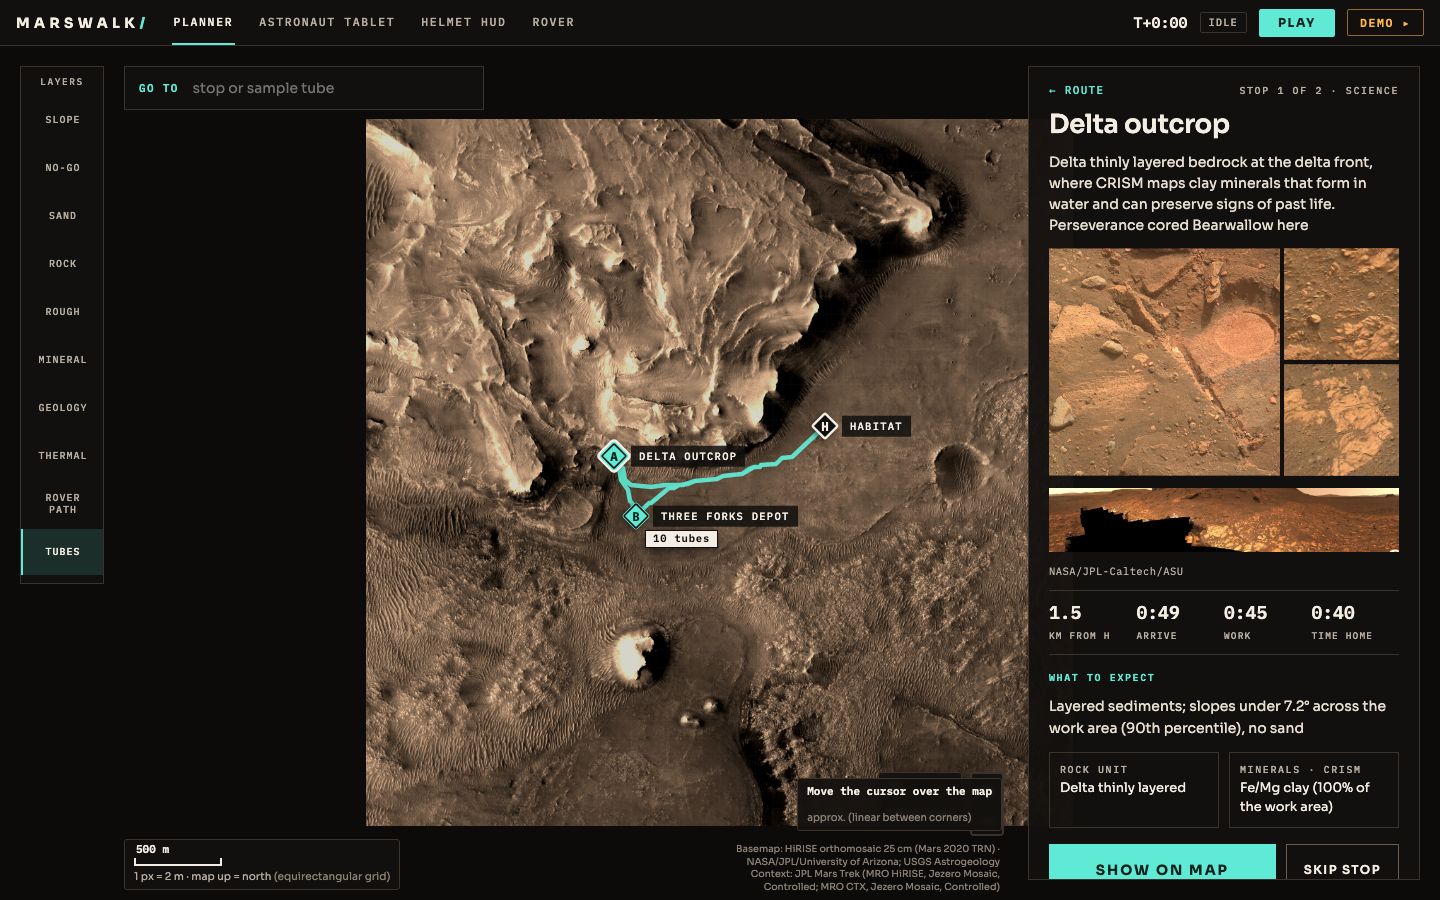 MARSWALK/ PLANNER ASTRONAUT TABLET HELMET HUD ROVER T+0:00 IDLE PLAY DEMO ▸
LAYERS
SLOPE
NO-GO
SAND
ROCK
ROUGH
MINERAL
GEOLOGY
THERMAL
ROVER
PATH
TUBES
GO TO stop or sample tube
H HABITAT
A DELTA OUTCROP
B THREE FORKS DEPOT
10 tubes
Move the cursor over the map
approx. (linear between corners)
500 m
1 px = 2 m · map up = north (equirectangular grid)
Basemap: HiRISE orthomosaic 25 cm (Mars 2020 TRN) ·
NASA/JPL/University of Arizona; USGS Astrogeology
Context: JPL Mars Trek (MRO HiRISE, Jezero Mosaic,
Controlled; MRO CTX, Jezero Mosaic, Controlled)
← ROUTE STOP 1 OF 2 · SCIENCE
Delta outcrop
Delta thinly layered bedrock at the delta front,
where CRISM maps clay minerals that form in
water and can preserve signs of past life.
Perseverance cored Bearwallow here
NASA/JPL-Caltech/ASU
1.5 0:49 0:45 0:40
KM FROM H ARRIVE WORK TIME HOME
WHAT TO EXPECT
Layered sediments; slopes under 7.2° across the
work area (90th percentile), no sand
ROCK UNIT
Delta thinly layered
MINERALS · CRISM
Fe/Mg clay (100% of
the work area)
SHOW ON MAP SKIP STOP